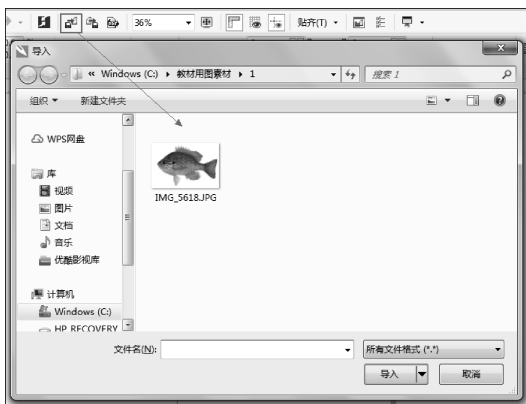 36%
贴齐(T)
导入
« Windows (C:) ▸ 教材用图素材 ▸ 1
搜索 1
组织 新建文件夹
WPS网盘
库
视频
图片
文档
音乐
优酷影视库
计算机
Windows (C:)
HP RECOVERY
IMG_5618.JPG
文件名(N):
所有文件格式 (*.*)
导入
取消